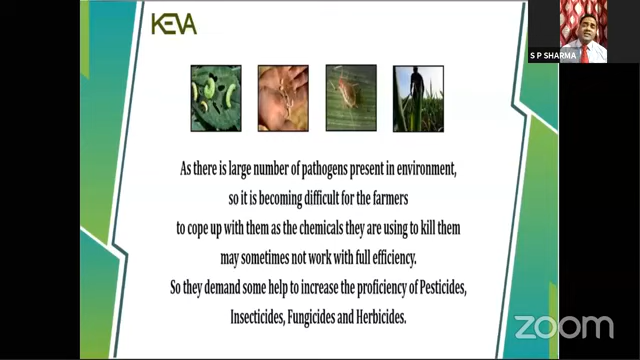 KEVA
S P SHARMA
As there is large number of pathogens present in environment,
so it is becoming difficult for the farmers
to cope up with them as the chemicals they are using to kill them
may sometimes not work with full efficiency.
So they demand some help to increase the proficiency of Pesticides,
Insecticides, Fungicides and Herbicides.
zoom